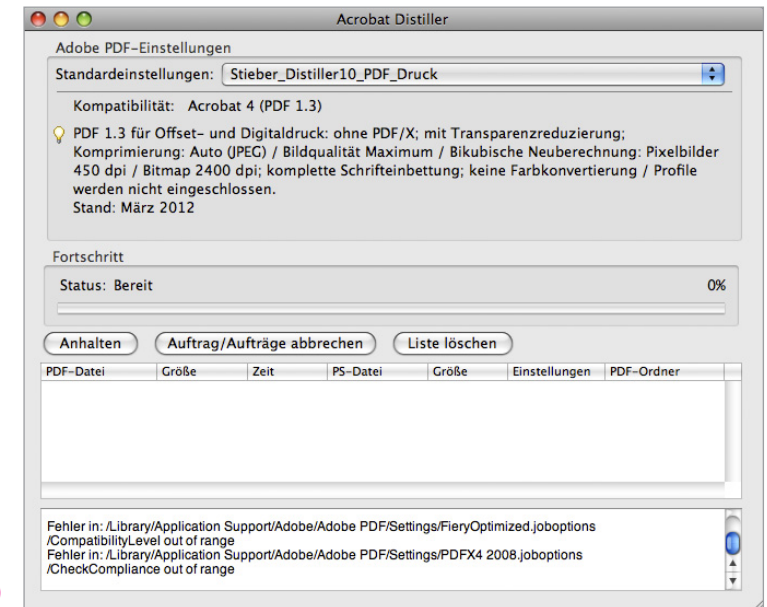 Acrobat Distiller
Adobe PDF-Einstellungen
Standardeinstellungen: Stieber_Distiller10_PDF_Druck
Kompatibilität: Acrobat 4 (PDF 1.3)
PDF 1.3 für Offset- und Digitaldruck: ohne PDF/X; mit Transparenzreduzierung;
Komprimierung: Auto (JPEG) / Bildqualität Maximum / Bikubische Neuberechnung: Pixelbilder
450 dpi / Bitmap 2400 dpi; komplette Schrifteinbettung; keine Farbkonvertierung / Profile
werden nicht eingeschlossen.
Stand: März 2012
Fortschritt
Status: Bereit 0%
Anhalten Auftrag/Aufträge abbrechen Liste löschen
PDF-Datei Größe Zeit PS-Datei Größe Einstellungen PDF-Ordner
Fehler in: /Library/Application Support/Adobe/Adobe PDF/Settings/FieryOptimized.joboptions
/CompatibilityLevel out of range
Fehler in: /Library/Application Support/Adobe/Adobe PDF/Settings/PDFX4 2008.joboptions
/CheckCompliance out of range